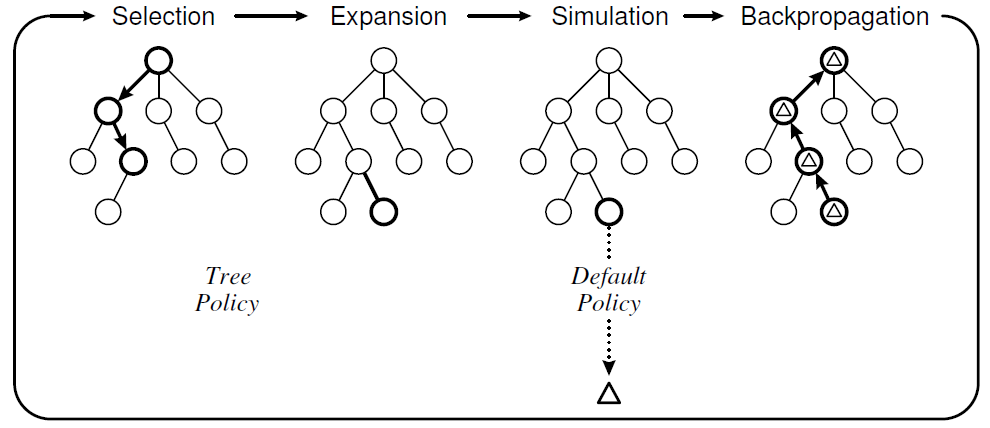 Selection
Expansion
Simulation
Backpropagation
Tree
Policy
Default
Policy